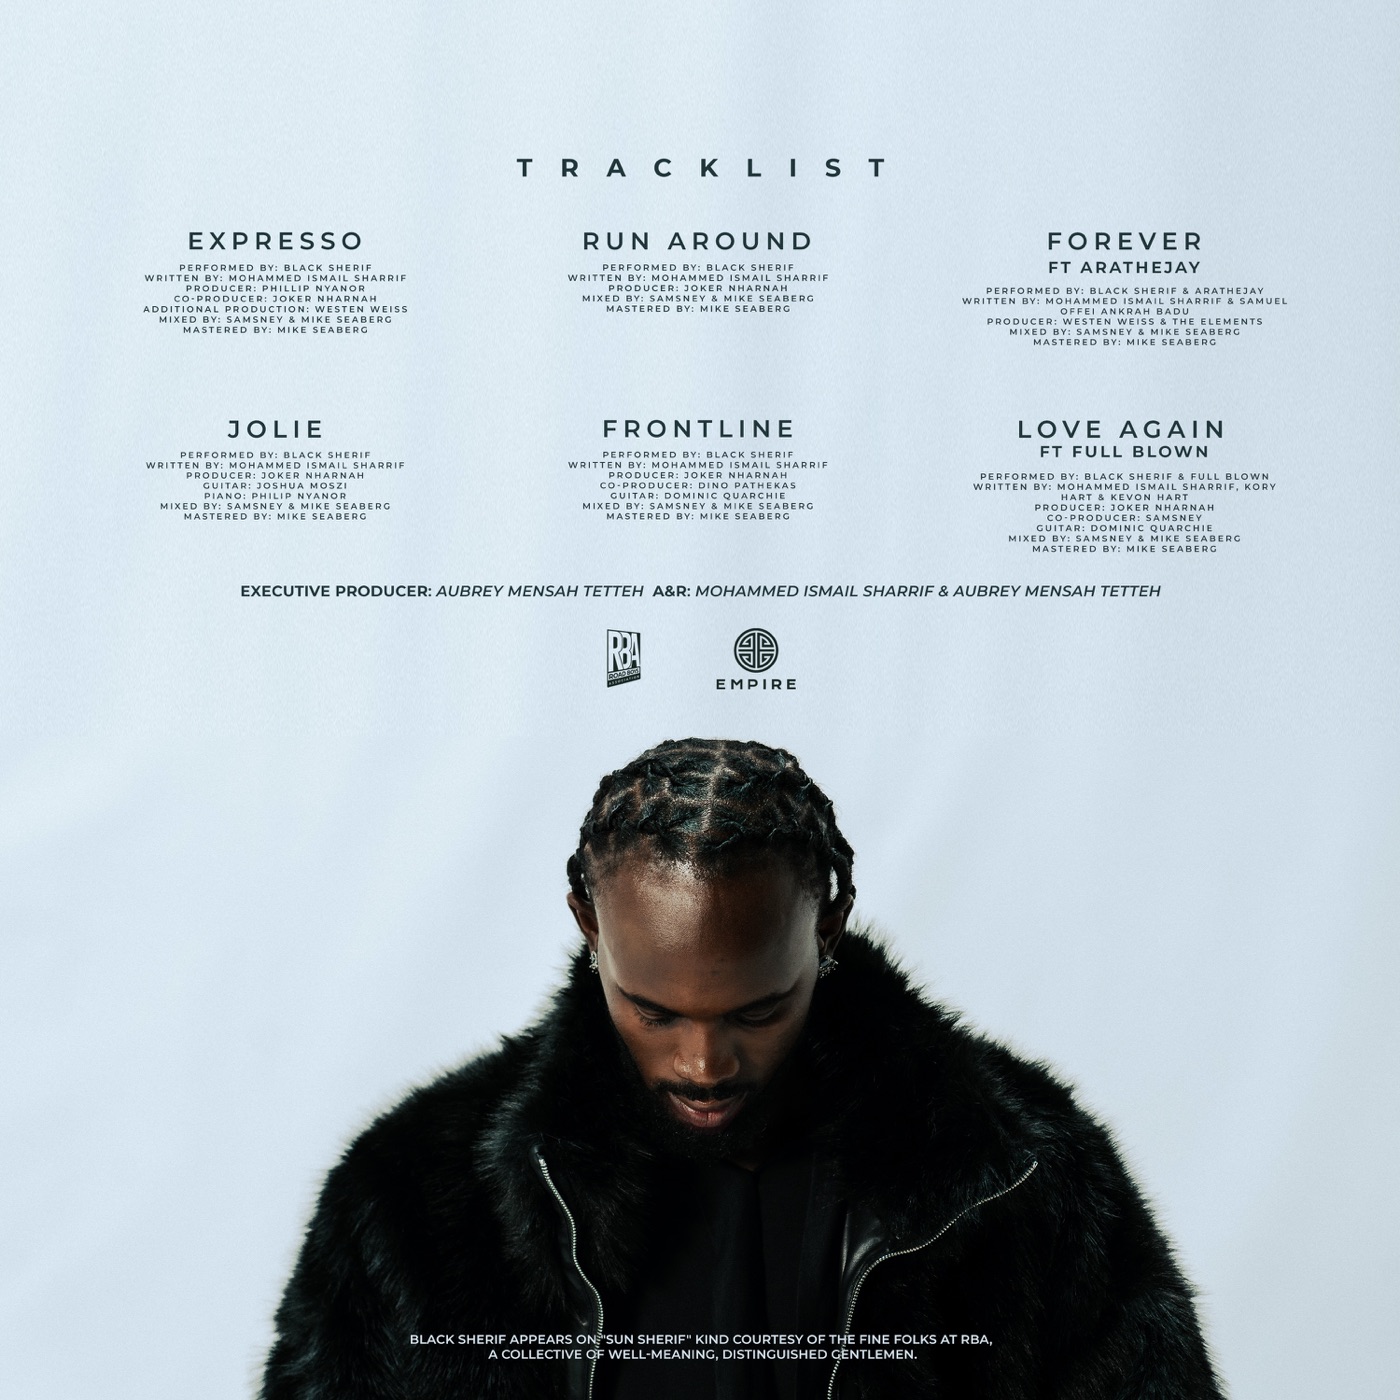 TRACKLIST
EXPRESSO
PERFORMED BY: BLACK SHERIF
WRITTEN BY: MOHAMMED ISMAIL SHARRIF
PRODUCER: PHILLIP NYANOR
CO-PRODUCER: JOKER NHARNAH
ADDITIONAL PRODUCTION: WESTEN WEISS
MIXED BY: SAMSNEY & MIKE SEABERG
MASTERED BY: MIKE SEABERG
RUN AROUND
PERFORMED BY: BLACK SHERIF
WRITTEN BY: MOHAMMED ISMAIL SHARRIF
PRODUCER: JOKER NHARNAH
MIXED BY: SAMSNEY & MIKE SEABERG
MASTERED BY: MIKE SEABERG
FOREVER
FT ARATHEJAY
PERFORMED BY: BLACK SHERIF & ARATHEJAY
WRITTEN BY: MOHAMMED ISMAIL SHARRIF & SAMUEL
OFFEI ANKRAH BADU
PRODUCER: WESTEN WEISS & THE ELEMENTS
MIXED BY: SAMSNEY & MIKE SEABERG
MASTERED BY: MIKE SEABERG
JOLIE
PERFORMED BY: BLACK SHERIF
WRITTEN BY: MOHAMMED ISMAIL SHARRIF
PRODUCER: JOKER NHARNAH
GUITAR: JOSHUA MOSZI
PIANO: PHILIP NYANOR
MIXED BY: SAMSNEY & MIKE SEABERG
MASTERED BY: MIKE SEABERG
FRONTLINE
PERFORMED BY: BLACK SHERIF
WRITTEN BY: MOHAMMED ISMAIL SHARRIF
PRODUCER: JOKER NHARNAH
CO-PRODUCER: DINO PATHEKAS
GUITAR: DOMINIC QUARCHIE
MIXED BY: SAMSNEY & MIKE SEABERG
MASTERED BY: MIKE SEABERG
LOVE AGAIN
FT FULL BLOWN
PERFORMED BY: BLACK SHERIF & FULL BLOWN
WRITTEN BY: MOHAMMED ISMAIL SHARRIF, KORY
HART & KEVON HART
PRODUCER: JOKER NHARNAH
CO-PRODUCER: SAMSNEY
GUITAR: DOMINIC QUARCHIE
MIXED BY: SAMSNEY & MIKE SEABERG
MASTERED BY: MIKE SEABERG
EXECUTIVE PRODUCER: AUBREY MENSAH TETTEH A&R: MOHAMMED ISMAIL SHARRIF & AUBREY MENSAH TETTEH
RBA
ROAD BOYS
ASSOCIATION
EMPIRE
BLACK SHERIF APPEARS ON "SUN SHERIF" KIND COURTESY OF THE FINE FOLKS AT RBA,
A COLLECTIVE OF WELL-MEANING, DISTINGUISHED GENTLEMEN.